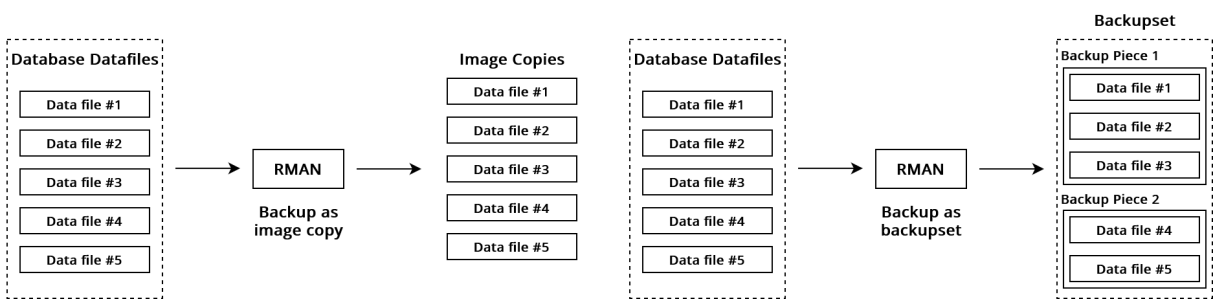 Database Datafiles
Data file #1
Data file #2
Data file #3
Data file #4
Data file #5
RMAN
Backup as
image copy
Image Copies
Data file #1
Data file #2
Data file #3
Data file #4
Data file #5
Database Datafiles
Data file #1
Data file #2
Data file #3
Data file #4
Data file #5
RMAN
Backup as
backupset
Backupset
Backup Piece 1
Data file #1
Data file #2
Data file #3
Backup Piece 2
Data file #4
Data file #5